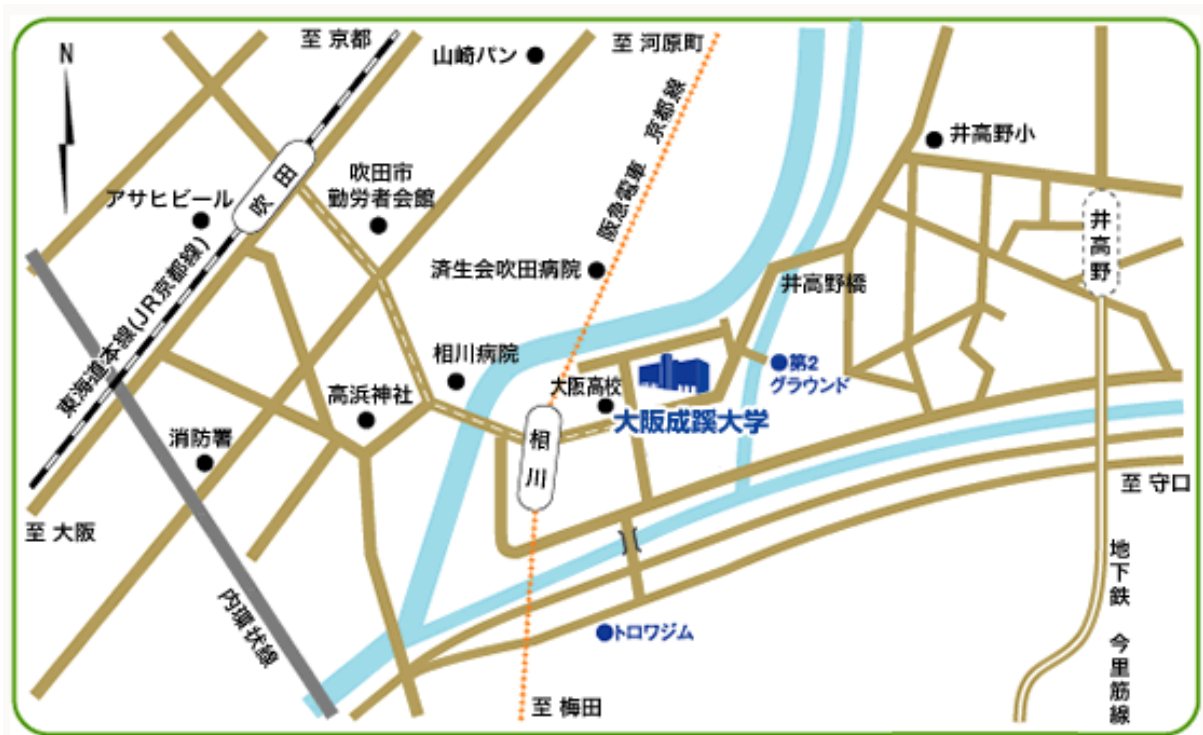 N
至 京都
山崎パン
至 河原町
阪急電車 京都線
井高野小
吹田
アサヒビール
吹田市
勤労者会館
井高野
東海道本線(JR京都線)
済生会吹田病院
井高野橋
相川病院
高浜神社
大阪高校
第2
グラウンド
大阪成蹊大学
消防署
相川
至 大阪
至 守口
内環状線
地下鉄 今里筋線
トロワジム
至 梅田